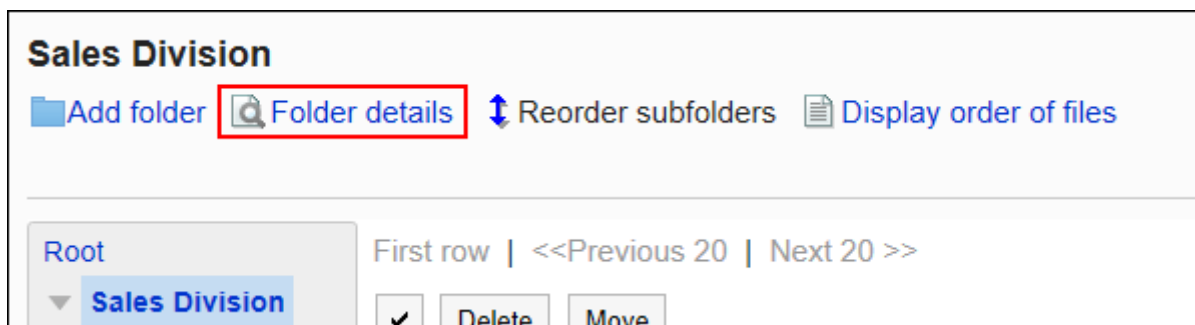 Sales Division
Add folder Folder details Reorder subfolders Display order of files
Root
First row | <<Previous 20 | Next 20 >>
Sales Division
Delete Move